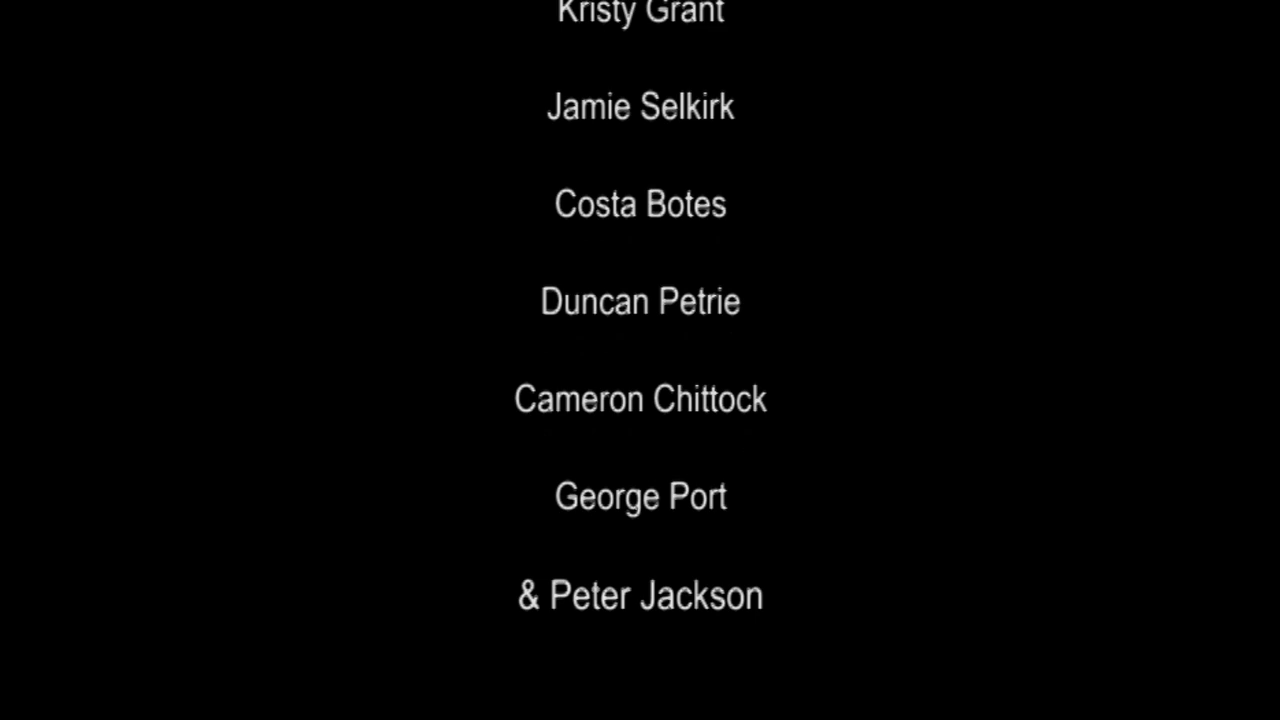 Kristy Grant
Jamie Selkirk
Costa Botes
Duncan Petrie
Cameron Chittock
George Port
& Peter Jackson